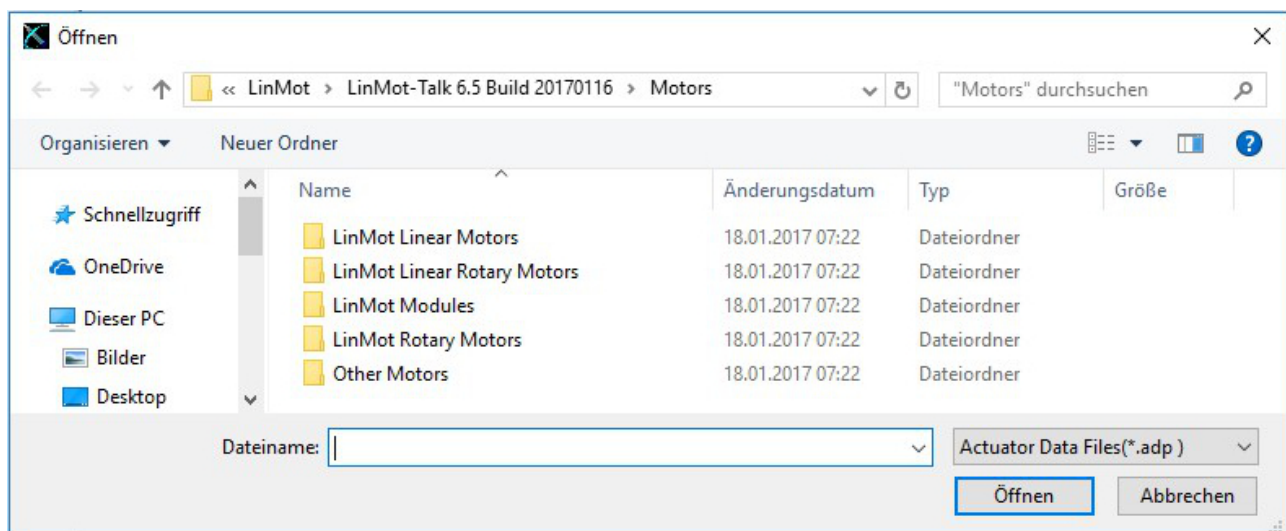 Öffnen
« LinMot › LinMot-Talk 6.5 Build 20170116 › Motors "Motors" durchsuchen
Organisieren Neuer Ordner
Name Änderungsdatum Typ Größe
Schnellzugriff
OneDrive
Dieser PC
Bilder
Desktop
LinMot Linear Motors 18.01.2017 07:22 Dateiordner
LinMot Linear Rotary Motors 18.01.2017 07:22 Dateiordner
LinMot Modules 18.01.2017 07:22 Dateiordner
LinMot Rotary Motors 18.01.2017 07:22 Dateiordner
Other Motors 18.01.2017 07:22 Dateiordner
Dateiname: Actuator Data Files(*.adp )
Öffnen Abbrechen